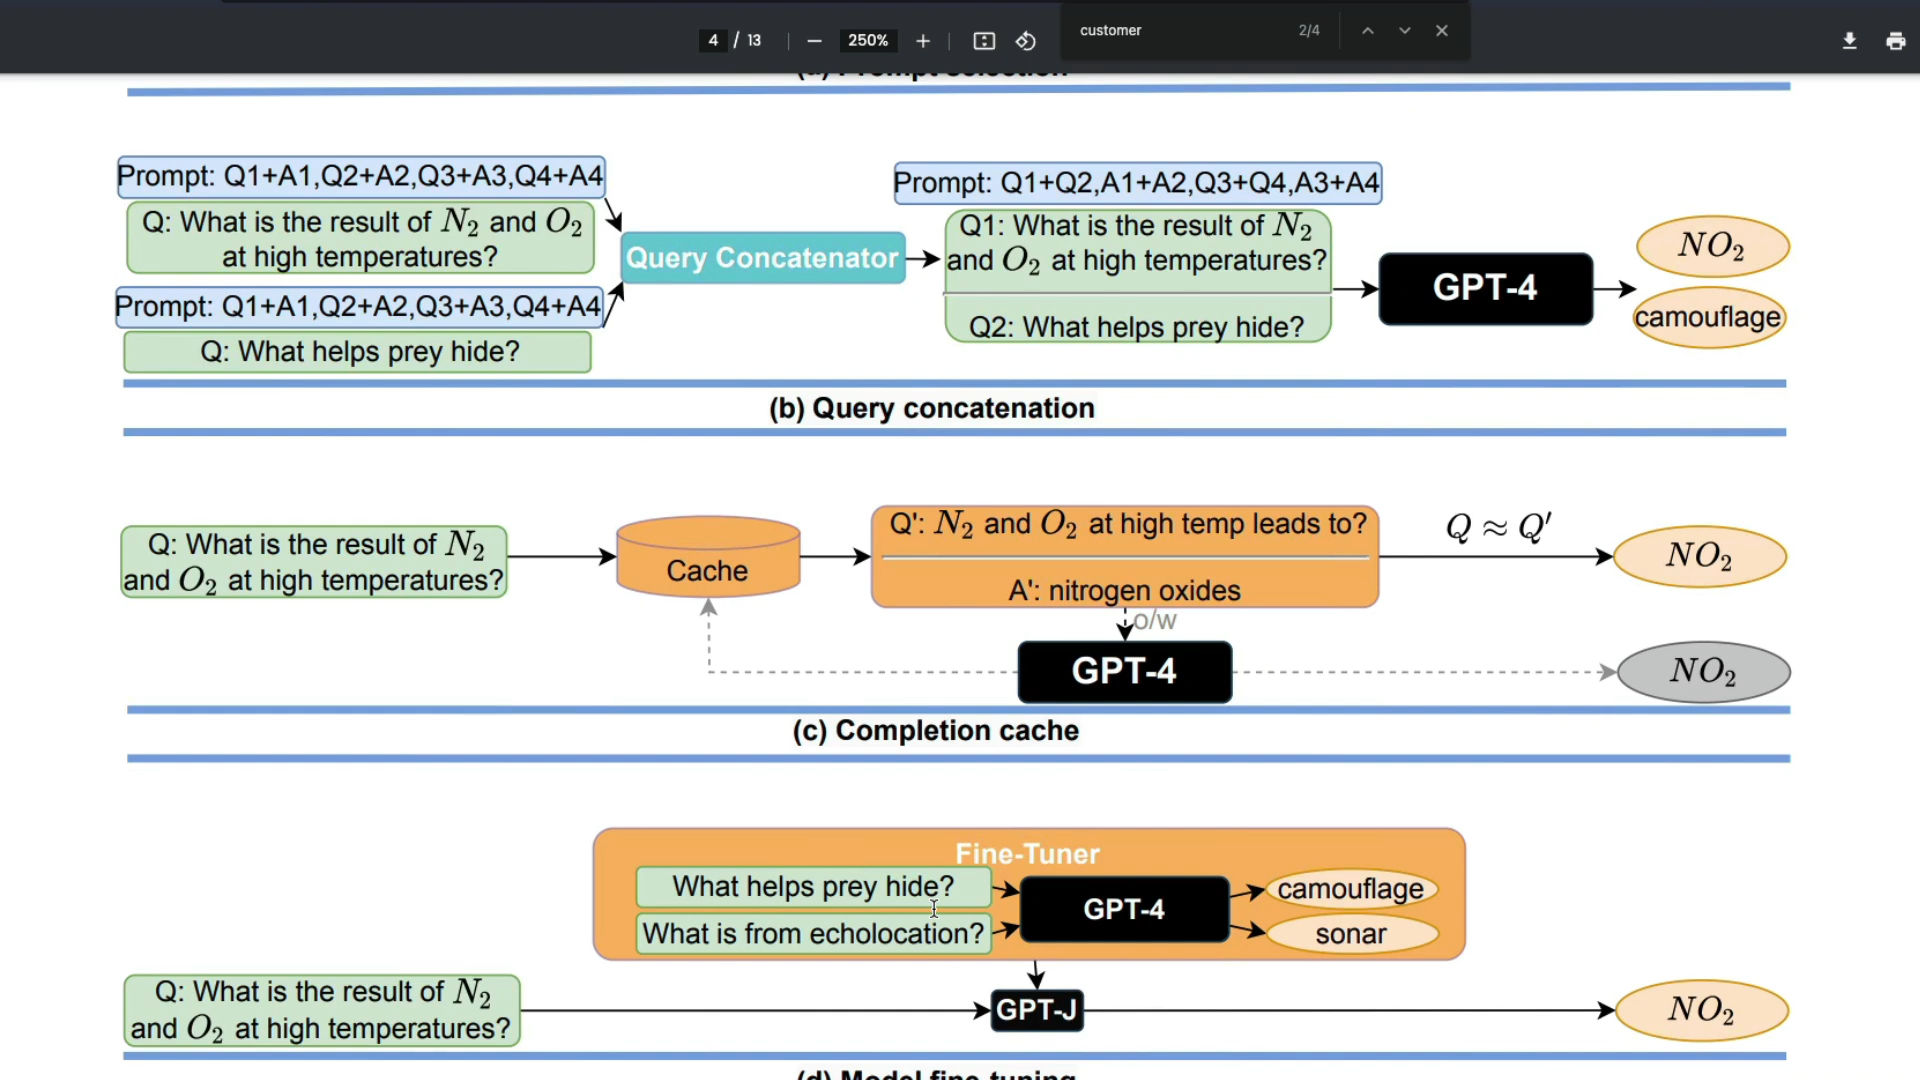 4 / 13
250%
customer
2/4
(a) Prompt selection
Prompt: Q1+A1,Q2+A2,Q3+A3,Q4+A4
Q: What is the result of N₂ and O₂
at high temperatures?
Prompt: Q1+A1,Q2+A2,Q3+A3,Q4+A4
Q: What helps prey hide?
Query Concatenator
Prompt: Q1+Q2,A1+A2,Q3+Q4,A3+A4
Q1: What is the result of N₂
and O₂ at high temperatures?
Q2: What helps prey hide?
GPT-4
NO₂
camouflage
(b) Query concatenation
Q: What is the result of N₂
and O₂ at high temperatures?
Cache
Q': N₂ and O₂ at high temp leads to?
A': nitrogen oxides
Q ≈ Q′
NO₂
o/w
GPT-4
NO₂
(c) Completion cache
Fine-Tuner
What helps prey hide?
What is from echolocation?
GPT-4
camouflage
sonar
Q: What is the result of N₂
and O₂ at high temperatures?
GPT-J
NO₂
(d) Model fine-tuning